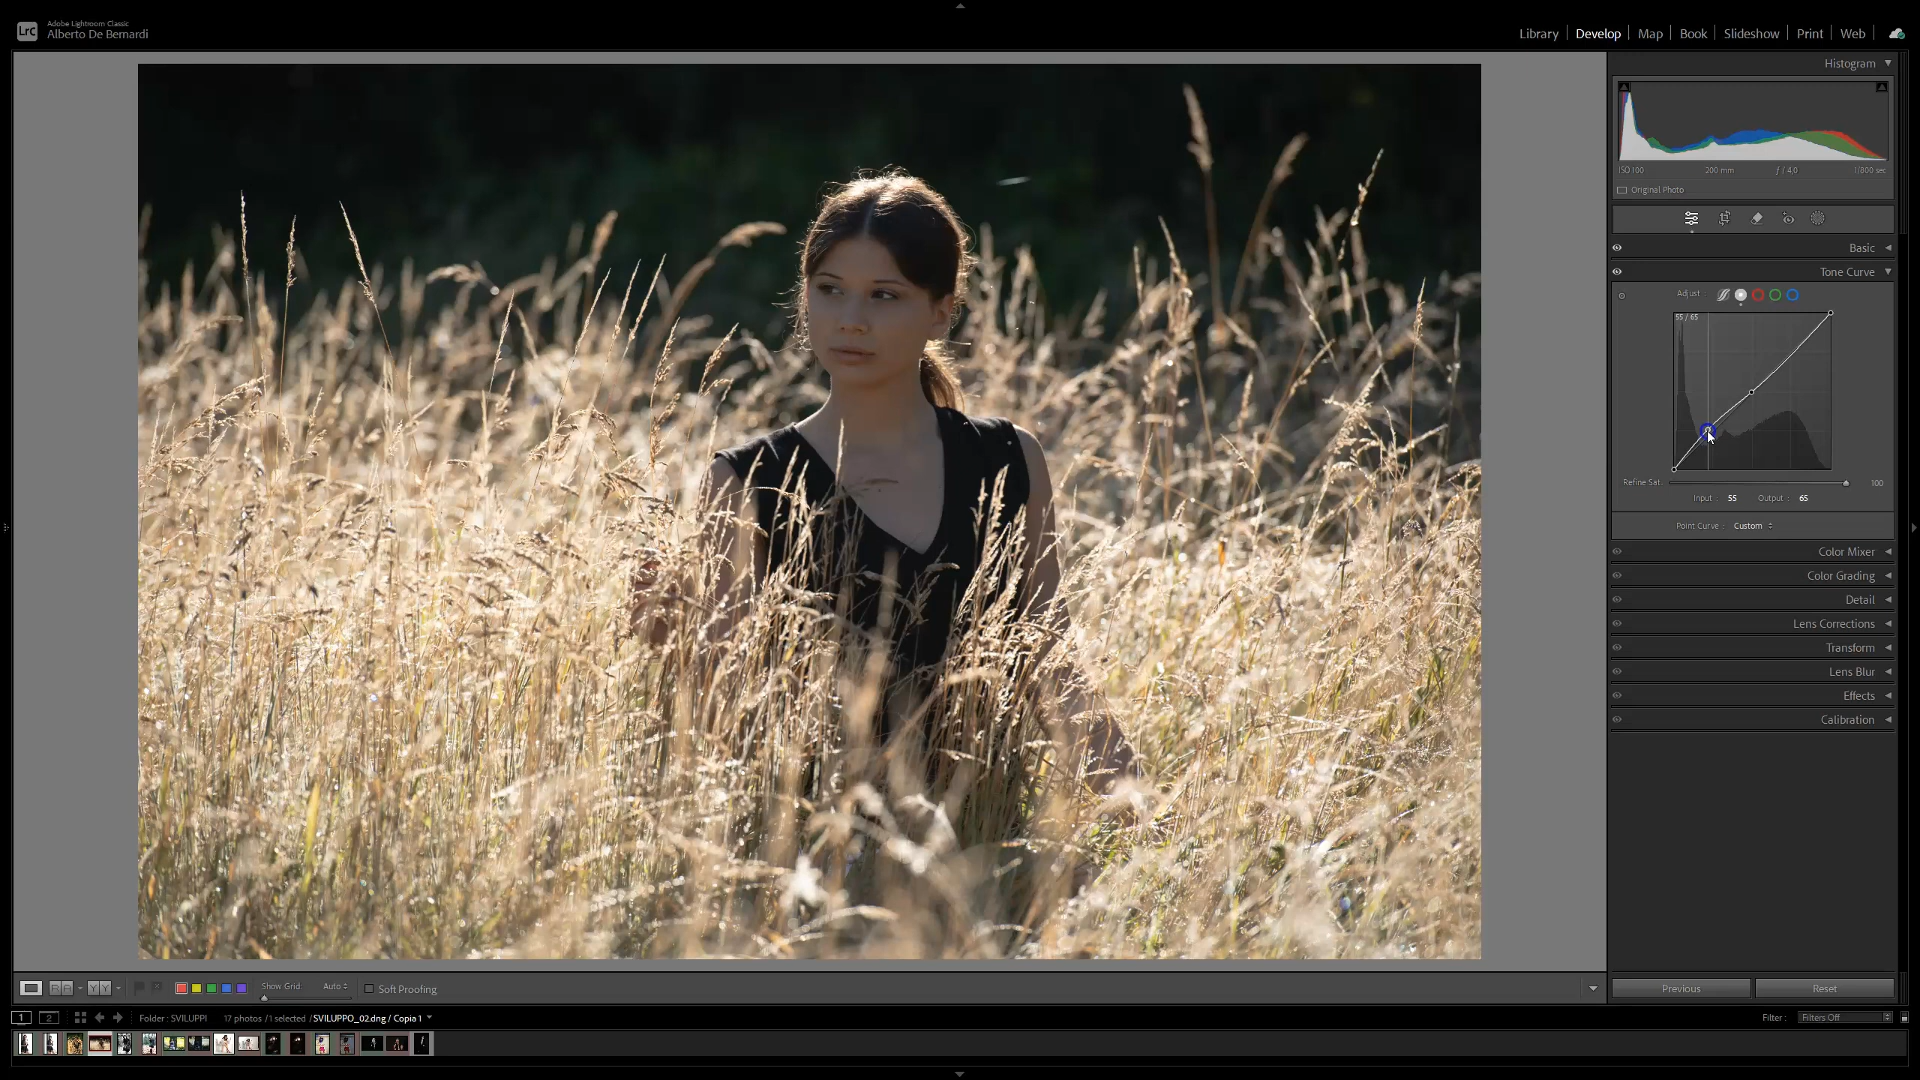 LrC
Adobe Lightroom Classic
Alberto De Bernardi
Library
Develop
Map
Book
Slideshow
Print
Web
Histogram
ISO 100
200 mm
ƒ / 4,0
1/800 sec
Original Photo
Basic
Tone Curve
Adjust :
55 / 65
Refine Sat.
100
Input : 55
Output : 65
Point Curve : Custom
Color Mixer
Color Grading
Detail
Lens Corrections
Transform
Lens Blur
Effects
Calibration
R A
Y Y
Show Grid:
Auto
Soft Proofing
Previous
Reset
1
2
Folder : SVILUPPI
17 photos / 1 selected / SVILUPPO_02.dng / Copia 1
Filter :
Filters Off